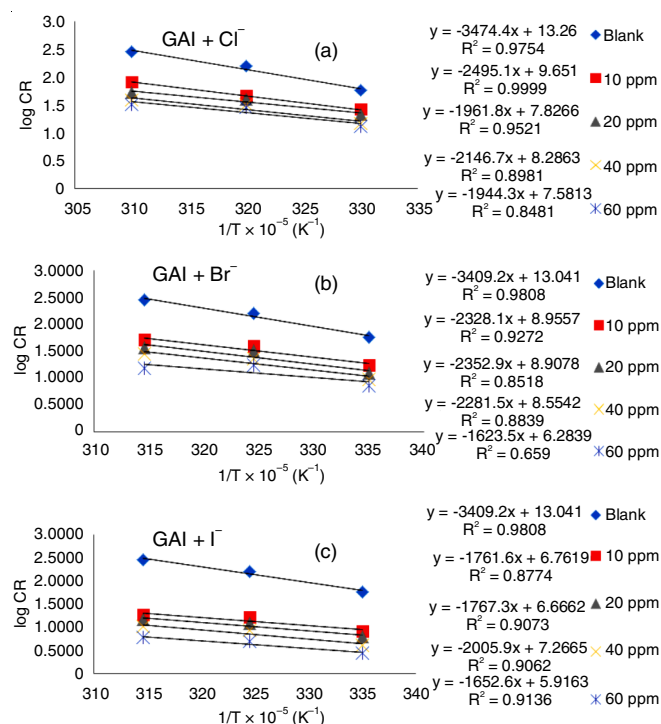 GAI + Cl⁻
(a)
log CR
3.0
2.5
2.0
1.5
1.0
0.5
0
305 310 315 320 325 330 335
1/T × 10⁻⁵ (K⁻¹)
y = -3474.4x + 13.26
R² = 0.9754
Blank
y = -2495.1x + 9.651
R² = 0.9999
10 ppm
y = -1961.8x + 7.8266
R² = 0.9521
20 ppm
y = -2146.7x + 8.2863
R² = 0.8981
40 ppm
y = -1944.3x + 7.5813
R² = 0.8481
60 ppm
GAI + Br⁻
(b)
log CR
3.0000
2.5000
2.0000
1.5000
1.0000
0.5000
0
310 315 320 325 330 335 340
1/T × 10⁻⁵ (K⁻¹)
y = -3409.2x + 13.041
R² = 0.9808
Blank
y = -2328.1x + 8.9557
R² = 0.9272
10 ppm
y = -2352.9x + 8.9078
R² = 0.8518
20 ppm
y = -2281.5x + 8.5542
R² = 0.8839
40 ppm
y = -1623.5x + 6.2839
R² = 0.659
60 ppm
GAI + I⁻
(c)
log CR
3.0000
2.5000
2.0000
1.5000
1.0000
0.5000
0
310 315 320 325 330 335 340
1/T × 10⁻⁵ (K⁻¹)
y = -3409.2x + 13.041
R² = 0.9808
Blank
y = -1761.6x + 6.7619
R² = 0.8774
10 ppm
y = -1767.3x + 6.6662
R² = 0.9073
20 ppm
y = -2005.9x + 7.2665
R² = 0.9062
40 ppm
y = -1652.6x + 5.9163
R² = 0.9136
60 ppm